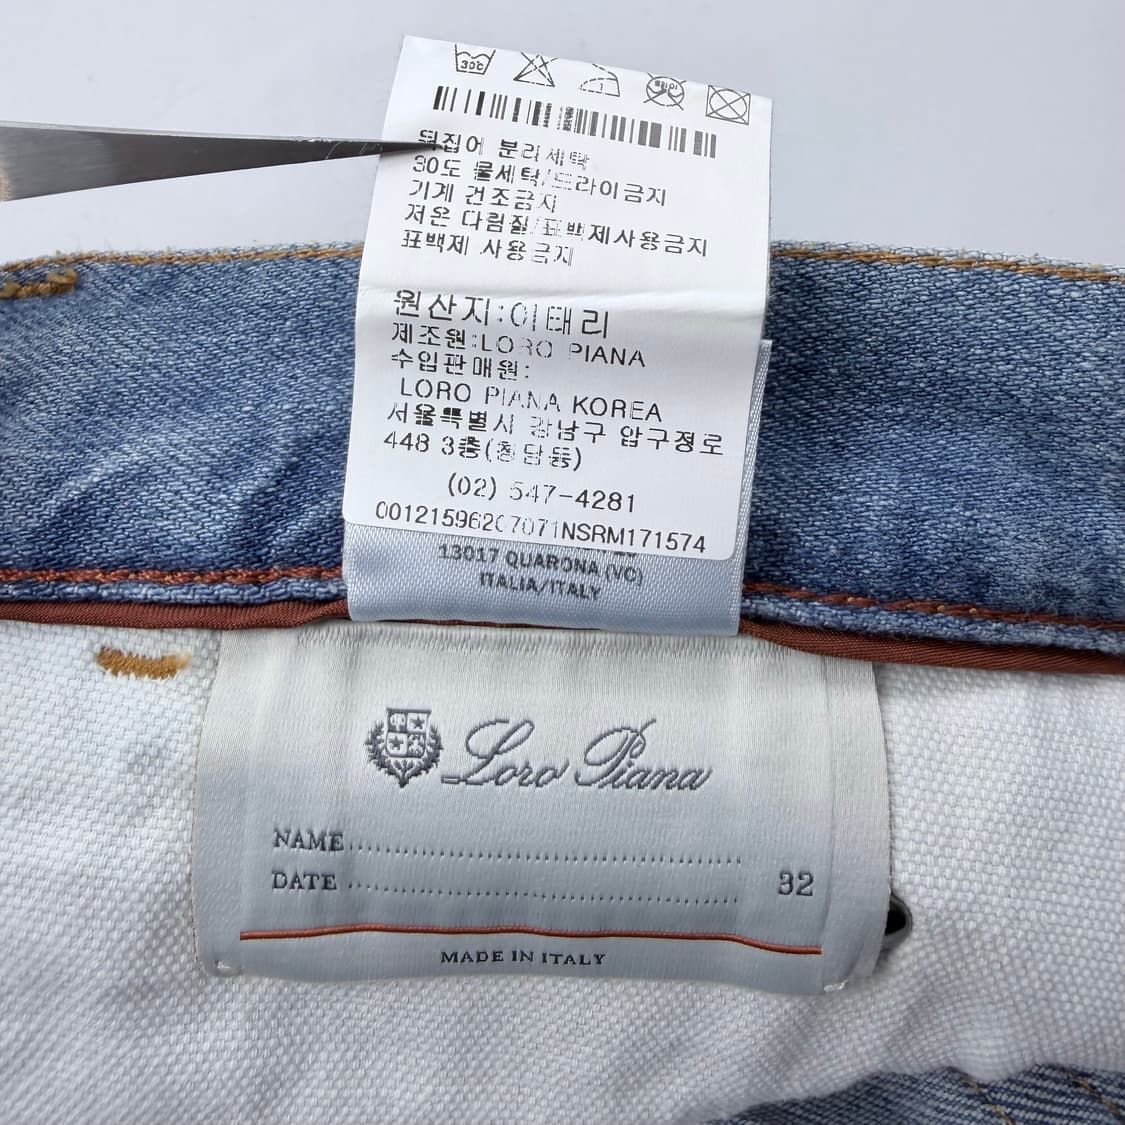 30℃
드라이
뒤집어 분리세탁
30도 물세탁/드라이금지
기계 건조금지
저온 다림질/표백제사용금지
표백제 사용금지
원산지:이태리
제조원:LORO PIANA
수입판매원:
LORO PIANA KOREA
서울특별시 강남구 압구정로
448 3층(청담동)
(02) 547-4281
001215962C7071NSRM171574
13017 QUARONA (VC)
ITALIA/ITALY
Loro Piana
NAME
DATE
32
MADE IN ITALY